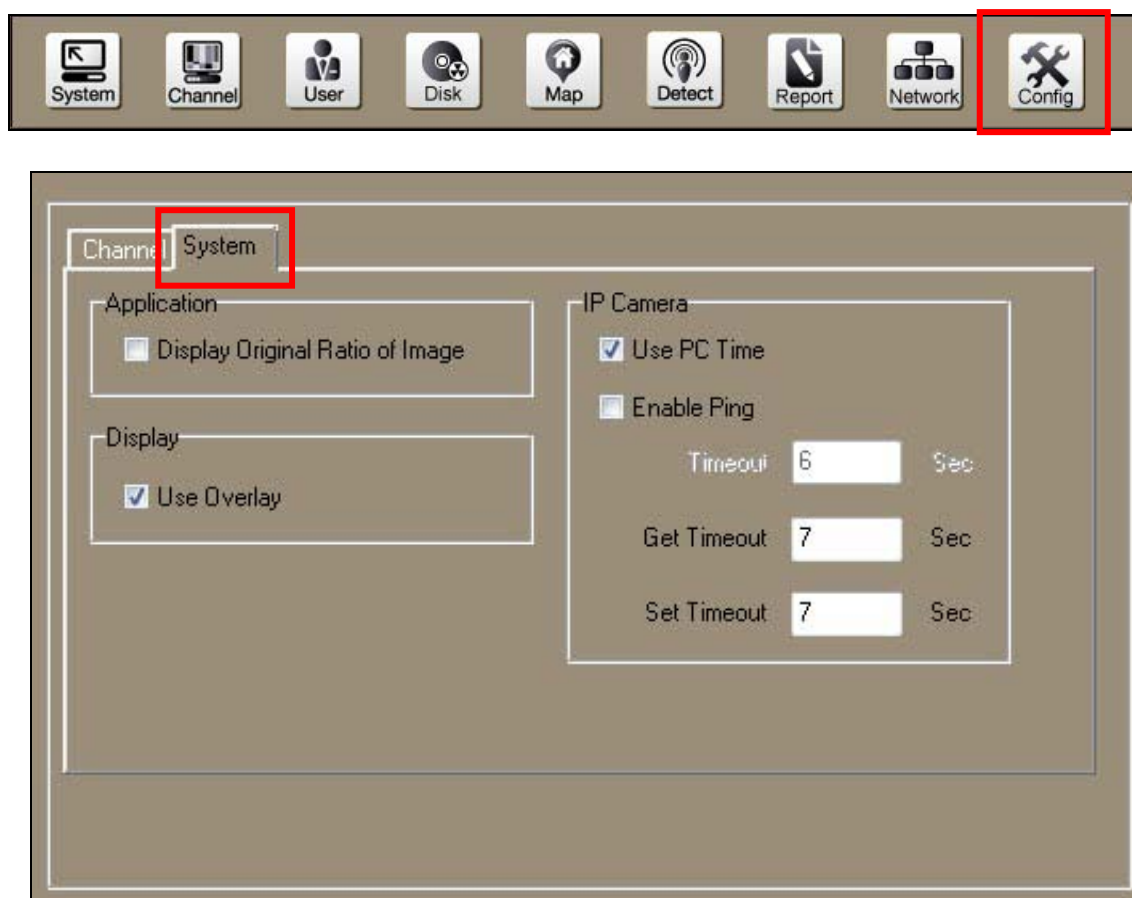 System Channel User Disk Map Detect Report Network Config
Channel System
Application
Display Original Ratio of Image
Display
Use Overlay
IP Camera
Use PC Time
Enable Ping
Timeout 6 Sec
Get Timeout 7 Sec
Set Timeout 7 Sec